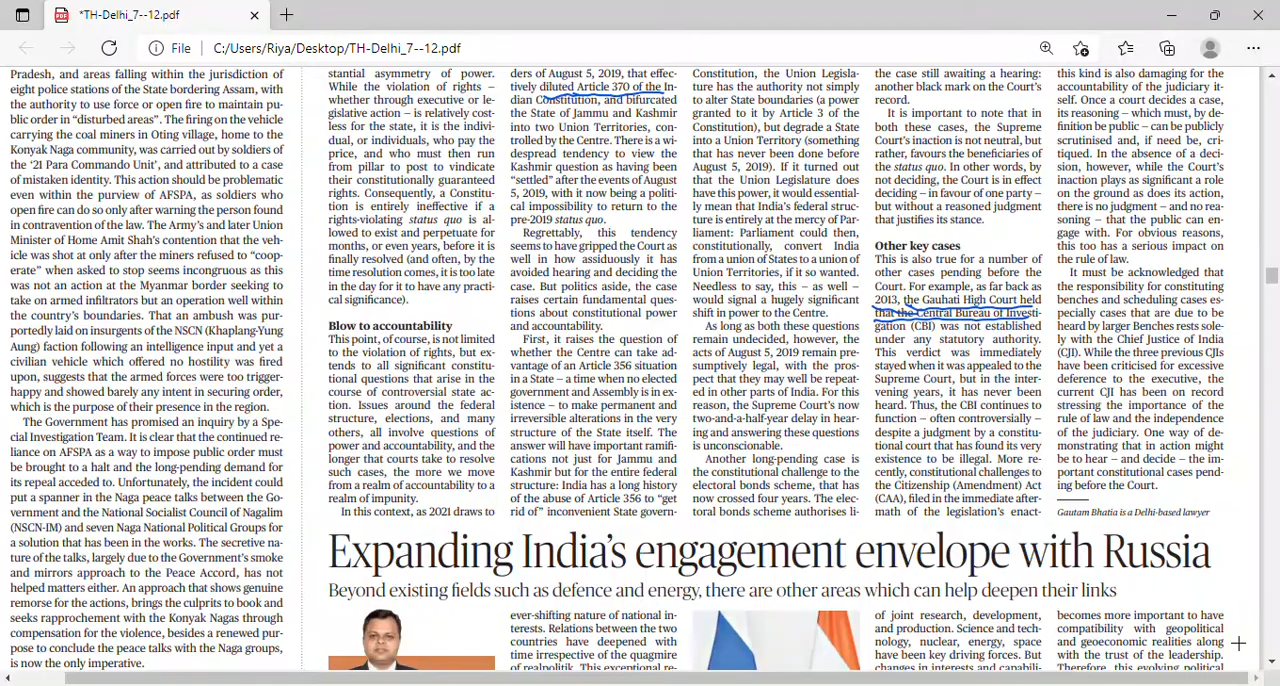 *TH-Delhi_7--12.pdf
File
C:/Users/Riya/Desktop/TH-Delhi_7--12.pdf
Pradesh, and areas falling within the jurisdiction of
eight police stations of the State bordering Assam, with
the authority to use force or open fire to maintain pu-
blic order in “disturbed areas”. The firing on the vehicle
carrying the coal miners in Oting village, home to the
Konyak Naga community, was carried out by soldiers of
the ‘21 Para Commando Unit’, and attributed to a case
of mistaken identity. This action should be problematic
even within the purview of AFSPA, as soldiers who
open fire can do so only after warning the person found
in contravention of the law. The Army’s and later Union
Minister of Home Amit Shah’s contention that the veh-
icle was shot at only after the miners refused to “coop-
erate” when asked to stop seems incongruous as this
was not an action at the Myanmar border seeking to
take on armed infiltrators but an operation well within
the country’s boundaries. That an ambush was pur-
portedly laid on insurgents of the NSCN (Khaplang-Yung
Aung) faction following an intelligence input and yet a
civilian vehicle which offered no hostility was fired
upon, suggests that the armed forces were too trigger-
happy and showed barely any intent in securing order,
which is the purpose of their presence in the region.
The Government has promised an inquiry by a Spe-
cial Investigation Team. It is clear that the continued re-
liance on AFSPA as a way to impose public order must
be brought to a halt and the long-pending demand for
its repeal acceded to. Unfortunately, the incident could
put a spanner in the Naga peace talks between the Go-
vernment and the National Socialist Council of Nagalim
(NSCN-IM) and seven Naga National Political Groups for
a solution that has been in the works. The secretive na-
ture of the talks, largely due to the Government’s smoke
and mirrors approach to the Peace Accord, has not
helped matters either. An approach that shows genuine
remorse for the actions, brings the culprits to book and
seeks rapprochement with the Konyak Nagas through
compensation for the violence, besides a renewed pur-
pose to conclude the peace talks with the Naga groups,
is now the only imperative.
stantial asymmetry of power.
While the violation of rights –
whether through executive or le-
gislative action – is relatively cost-
less for the state, it is the indivi-
dual, or individuals, who pay the
price, and who must then run
from pillar to post to vindicate
their constitutionally guaranteed
rights. Consequently, a Constitu-
tion is entirely ineffective if a
rights-violating status quo is al-
lowed to exist and perpetuate for
months, or even years, before it is
finally resolved (and often, by the
time resolution comes, it is too late
in the day for it to have any practi-
cal significance).
Blow to accountability
This point, of course, is not limited
to the violation of rights, but ex-
tends to all significant constitu-
tional questions that arise in the
course of controversial state ac-
tion. Issues around the federal
structure, elections, and many
others, all involve questions of
power and accountability, and the
longer that courts take to resolve
such cases, the more we move
from a realm of accountability to a
realm of impunity.
In this context, as 2021 draws to
ders of August 5, 2019, that effec-
tively diluted Article 370 of the In-
dian Constitution, and bifurcated
the State of Jammu and Kashmir
into two Union Territories, con-
trolled by the Centre. There is a wi-
despread tendency to view the
Kashmir question as having been
“settled” after the events of August
5, 2019, with it now being a politi-
cal impossibility to return to the
pre-2019 status quo.
Regrettably, this tendency
seems to have gripped the Court as
well in how assiduously it has
avoided hearing and deciding the
case. But politics aside, the case
raises certain fundamental ques-
tions about constitutional power
and accountability.
First, it raises the question of
whether the Centre can take ad-
vantage of an Article 356 situation
in a State – a time when no elected
government and Assembly is in ex-
istence – to make permanent and
irreversible alterations in the very
structure of the State itself. The
answer will have important ramifi-
cations not just for Jammu and
Kashmir but for the entire federal
structure: India has a long history
of the abuse of Article 356 to “get
rid of” inconvenient State govern-
Constitution, the Union Legisla-
ture has the authority not simply
to alter State boundaries (a power
granted to it by Article 3 of the
Constitution), but degrade a State
into a Union Territory (something
that has never been done before
August 5, 2019). If it turned out
that the Union Legislature does
have this power, it would essential-
ly mean that India’s federal struc-
ture is entirely at the mercy of Par-
liament: Parliament could then,
constitutionally, convert India
from a union of States to a union of
Union Territories, if it so wanted.
Needless to say, this – as well –
would signal a hugely significant
shift in power to the Centre.
As long as both these questions
remain undecided, however, the
acts of August 5, 2019 remain pre-
sumptively legal, with the pros-
pect that they may well be repeat-
ed in other parts of India. For this
reason, the Supreme Court’s now
two-and-a-half-year delay in hear-
ing and answering these questions
is unconscionable.
Another long-pending case is
the constitutional challenge to the
electoral bonds scheme, that has
now crossed four years. The elec-
toral bonds scheme authorises li-
the case still awaiting a hearing:
another black mark on the Court’s
record.
It is important to note that in
both these cases, the Supreme
Court’s inaction is not neutral, but
rather, favours the beneficiaries of
the status quo. In other words, by
not deciding, the Court is in effect
deciding – in favour of one party –
but without a reasoned judgment
that justifies its stance.
Other key cases
This is also true for a number of
other cases pending before the
Court. For example, as far back as
2013, the Gauhati High Court held
that the Central Bureau of Investi-
gation (CBI) was not established
under any statutory authority.
This verdict was immediately
stayed when it was appealed to the
Supreme Court, but in the inter-
vening years, it has never been
heard. Thus, the CBI continues to
function – often controversially –
despite a judgment by a constitu-
tional court that has found its very
existence to be illegal. More re-
cently, constitutional challenges to
the Citizenship (Amendment) Act
(CAA), filed in the immediate after-
math of the legislation’s enact-
this kind is also damaging for the
accountability of the judiciary it-
self. Once a court decides a case,
its reasoning – which must, by de-
finition be public – can be publicly
scrutinised and, if need be, cri-
tiqued. In the absence of a deci-
sion, however, while the Court’s
inaction plays as significant a role
on the ground as does its action,
there is no judgment – and no rea-
soning – that the public can en-
gage with. For obvious reasons,
this too has a serious impact on
the rule of law.
It must be acknowledged that
the responsibility for constituting
benches and scheduling cases es-
pecially cases that are due to be
heard by larger Benches rests sole-
ly with the Chief Justice of India
(CJI). While the three previous CJIs
have been criticised for excessive
deference to the executive, the
current CJI has been on record
stressing the importance of the
rule of law and the independence
of the judiciary. One way of de-
monstrating that in action might
be to hear – and decide – the im-
portant constitutional cases pend-
ing before the Court.
Gautam Bhatia is a Delhi-based lawyer
Expanding India’s engagement envelope with Russia
Beyond existing fields such as defence and energy, there are other areas which can help deepen their links
ever-shifting nature of national in-
terests. Relations between the two
countries have deepened with
time irrespective of the quagmire
of realpolitik. This exceptional re-
of joint research, development,
and production. Science and tech-
nology, nuclear, energy, space
have been key driving forces. But
changes in interests and capabili-
becomes more important to have
compatibility with geopolitical
and geoeconomic realities along
with the trust of the leadership.
Therefore, this evolving political